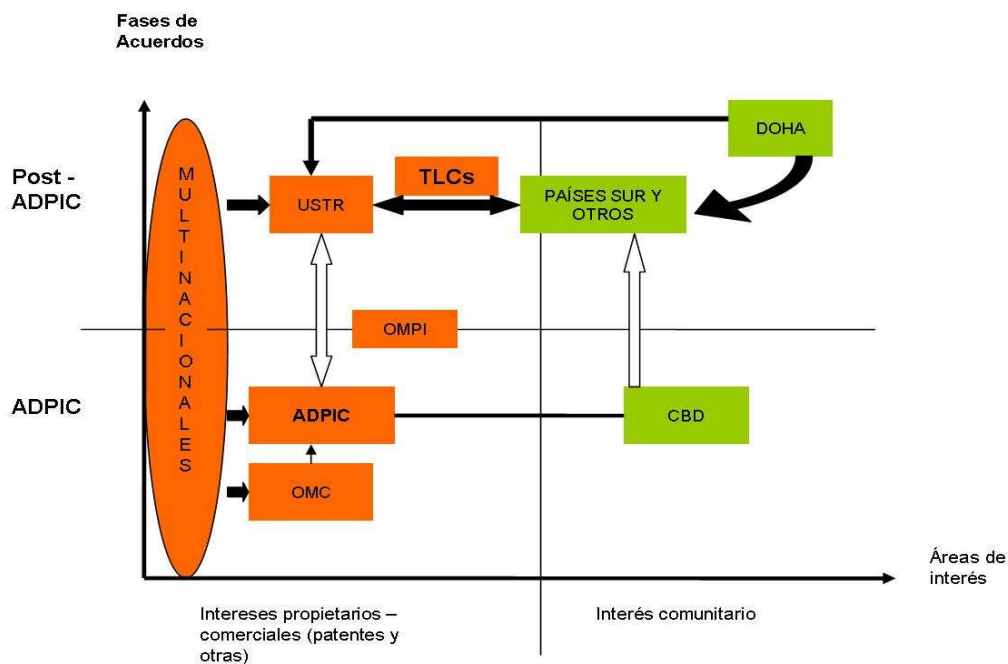 Fases de
Acuerdos
DOHA
Post -
ADPIC
MULTINACIONALES
TLCs
USTR
PAÍSES SUR Y
OTROS
OMPI
ADPIC
ADPIC
CBD
OMC
Áreas de
interés
Intereses propietarios –
comerciales (patentes y
otras)
Interés comunitario